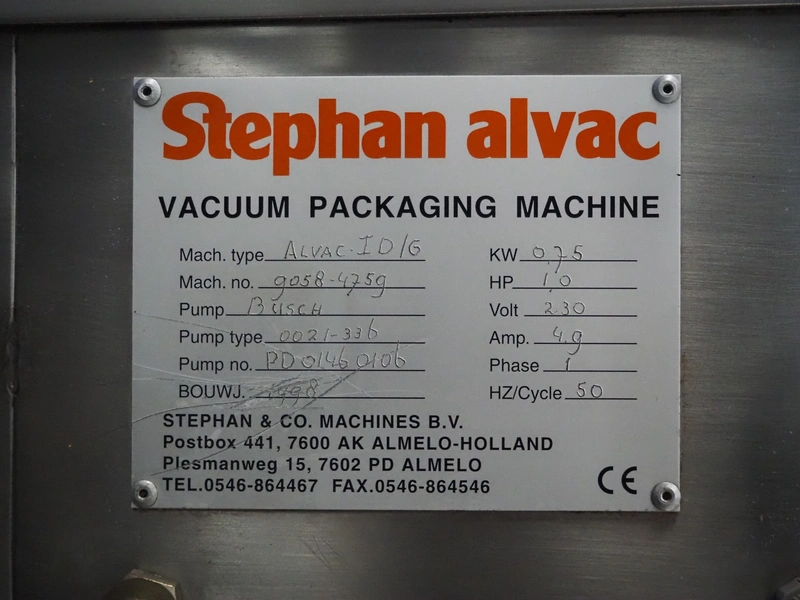 Stephan alvac
VACUUM PACKAGING MACHINE
Mach. type ALVAC-ID/G
Mach. no. 9058-4759
Pump BUSCH
Pump type 0021-336
Pump no. PD01460106
BOUWJ. 1998
KW 0,75
HP 1,0
Volt 230
Amp. 4.9
Phase 1
HZ/Cycle 50
STEPHAN & CO. MACHINES B.V.
Postbox 441, 7600 AK ALMELO-HOLLAND
Plesmanweg 15, 7602 PD ALMELO
TEL.0546-864467 FAX.0546-864546
CE